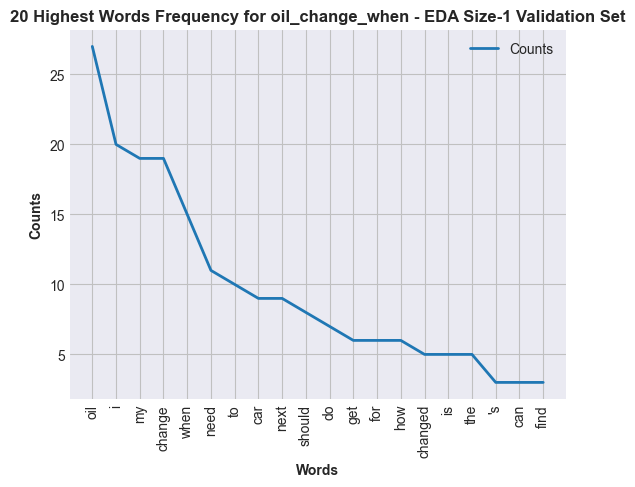 20 Highest Words Frequency for oil_change_when - EDA Size-1 Validation Set
Counts
25
20
15
10
5
Counts
oil
i
my
change
when
need
to
car
next
should
do
get
for
how
changed
is
the
's
can
find
Words